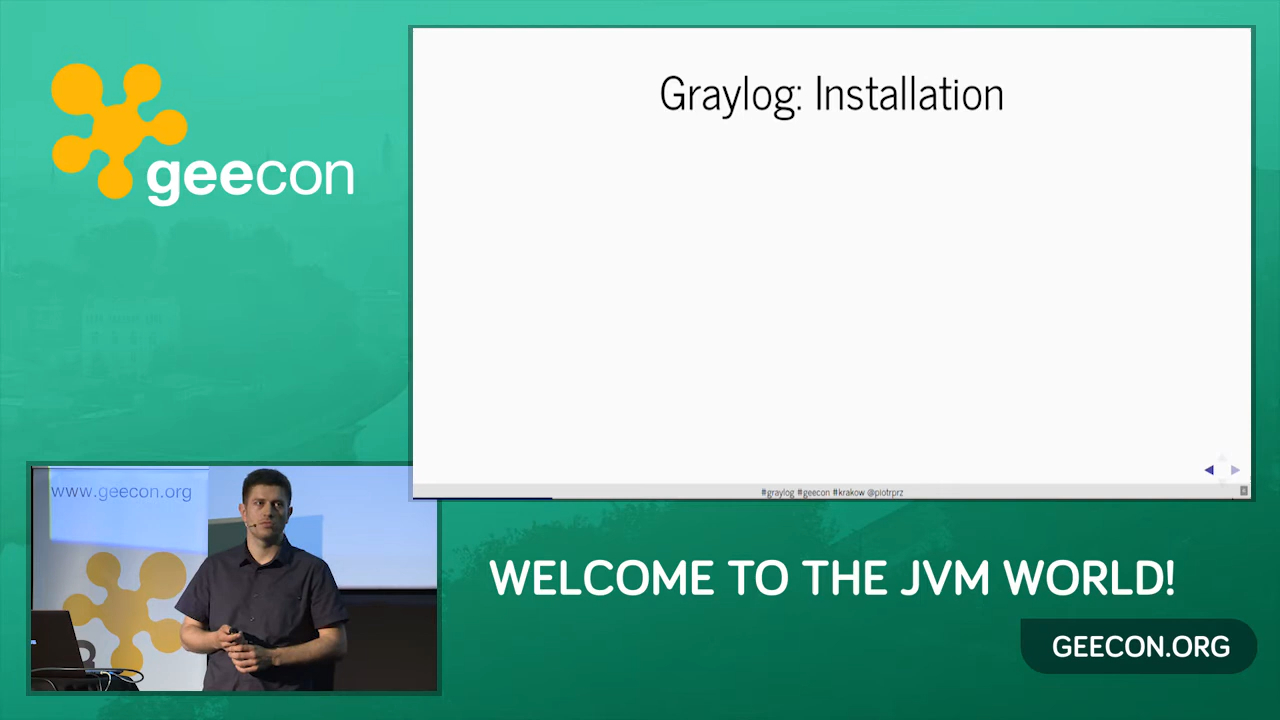 geecon
Graylog: Installation
#graylog #geecon #krakow @piotrprz
www.geecon.org
WELCOME TO THE JVM WORLD!
GEECON.ORG